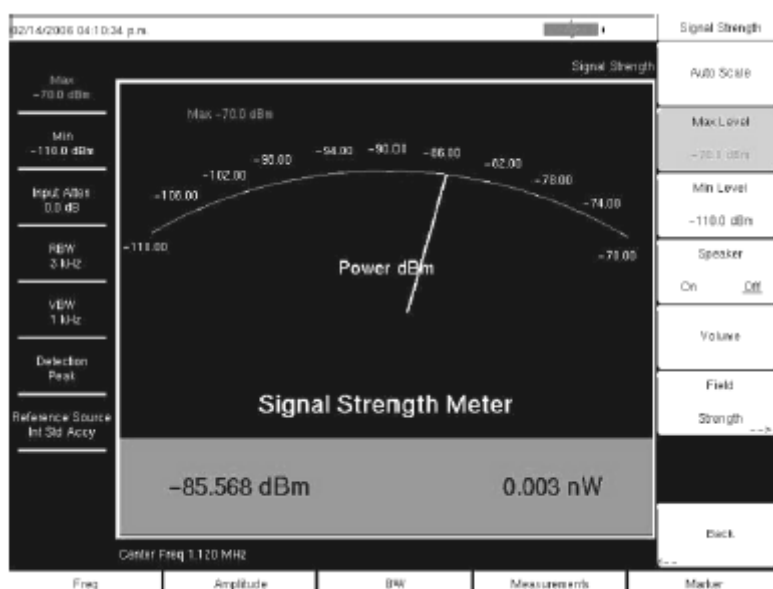 02/14/2006 04:10:34 p.m.
Signal Strength
Max
-70.0 dBm
Min
-110.0 dBm
Input Atten
0.0 dB
RBW
3 kHz
VBW
1 kHz
Detection
Peak
Reference Source
Int Std Accy
Signal Strength
Max -70.0 dBm
-110.00
-106.00
-102.00
-98.00
-94.00
-90.00
-86.00
-82.00
-78.00
-74.00
-70.00
Power dBm
Signal Strength Meter
-85.568 dBm
0.003 nW
Center Freq 1.120 MHz
Auto Scale
Max Level
-70.0 dBm
Min Level
-110.0 dBm
Speaker
On Off
Volume
Field
Strength
-->
Back
<--
Freq
Amplitude
BW
Measurements
Marker